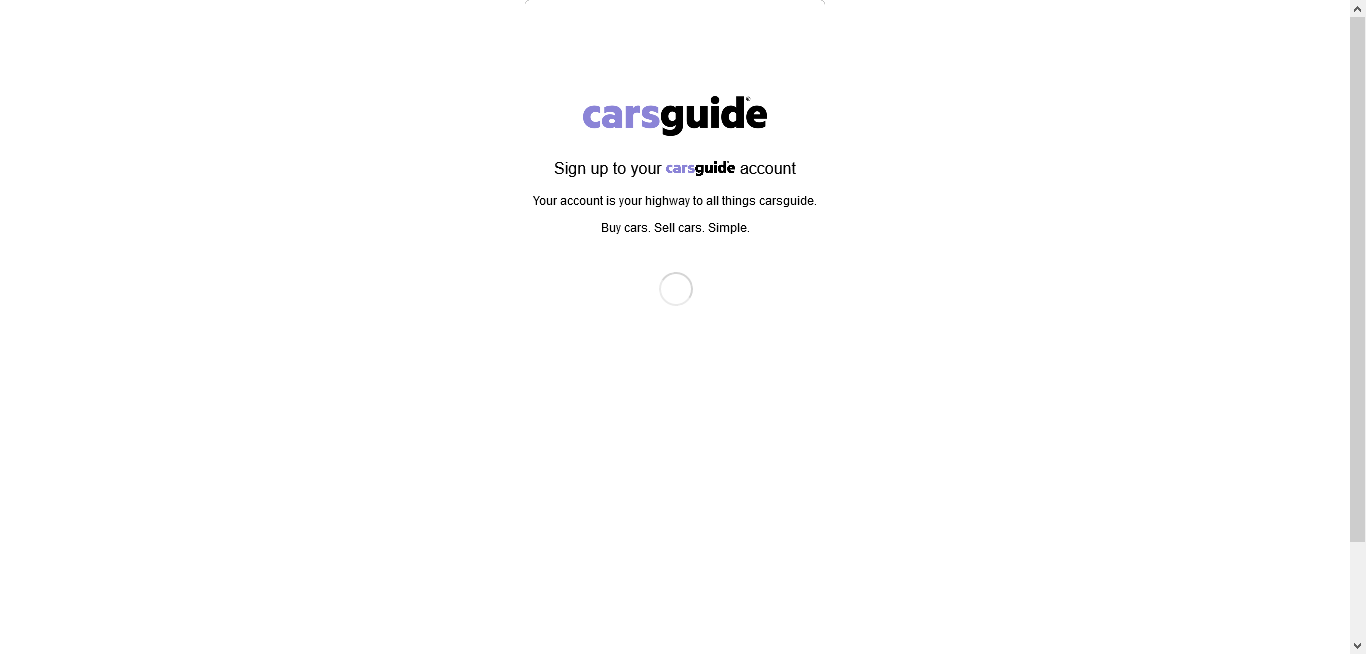 carsguide
Sign up to your carsguide account
Your account is your highway to all things carsguide.
Buy cars. Sell cars. Simple.